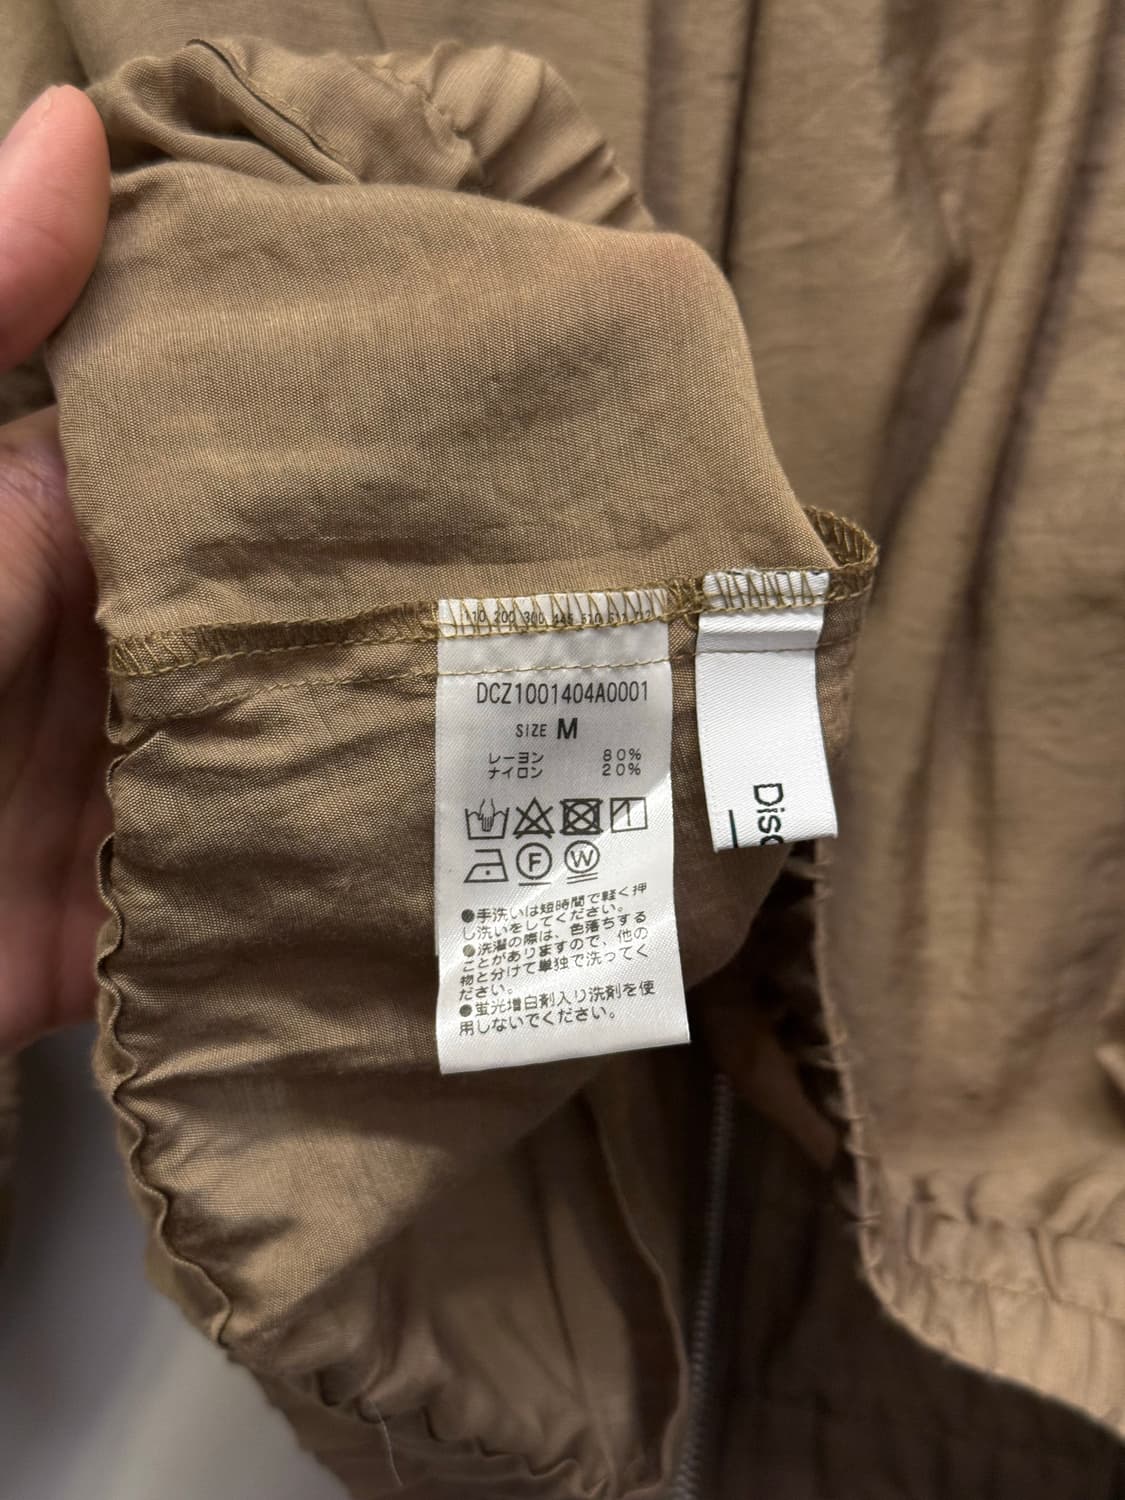 DCZ1001404A0001
SIZE M
レーヨン 80%
ナイロン 20%
F W
●手洗いは短時間で軽く押
し洗いをしてください。
●洗濯の際は、色落ちする
ことがありますので、他の
物と分けて単独で洗ってく
ださい。
●蛍光増白剤入り洗剤を使
用しないでください。
Disc